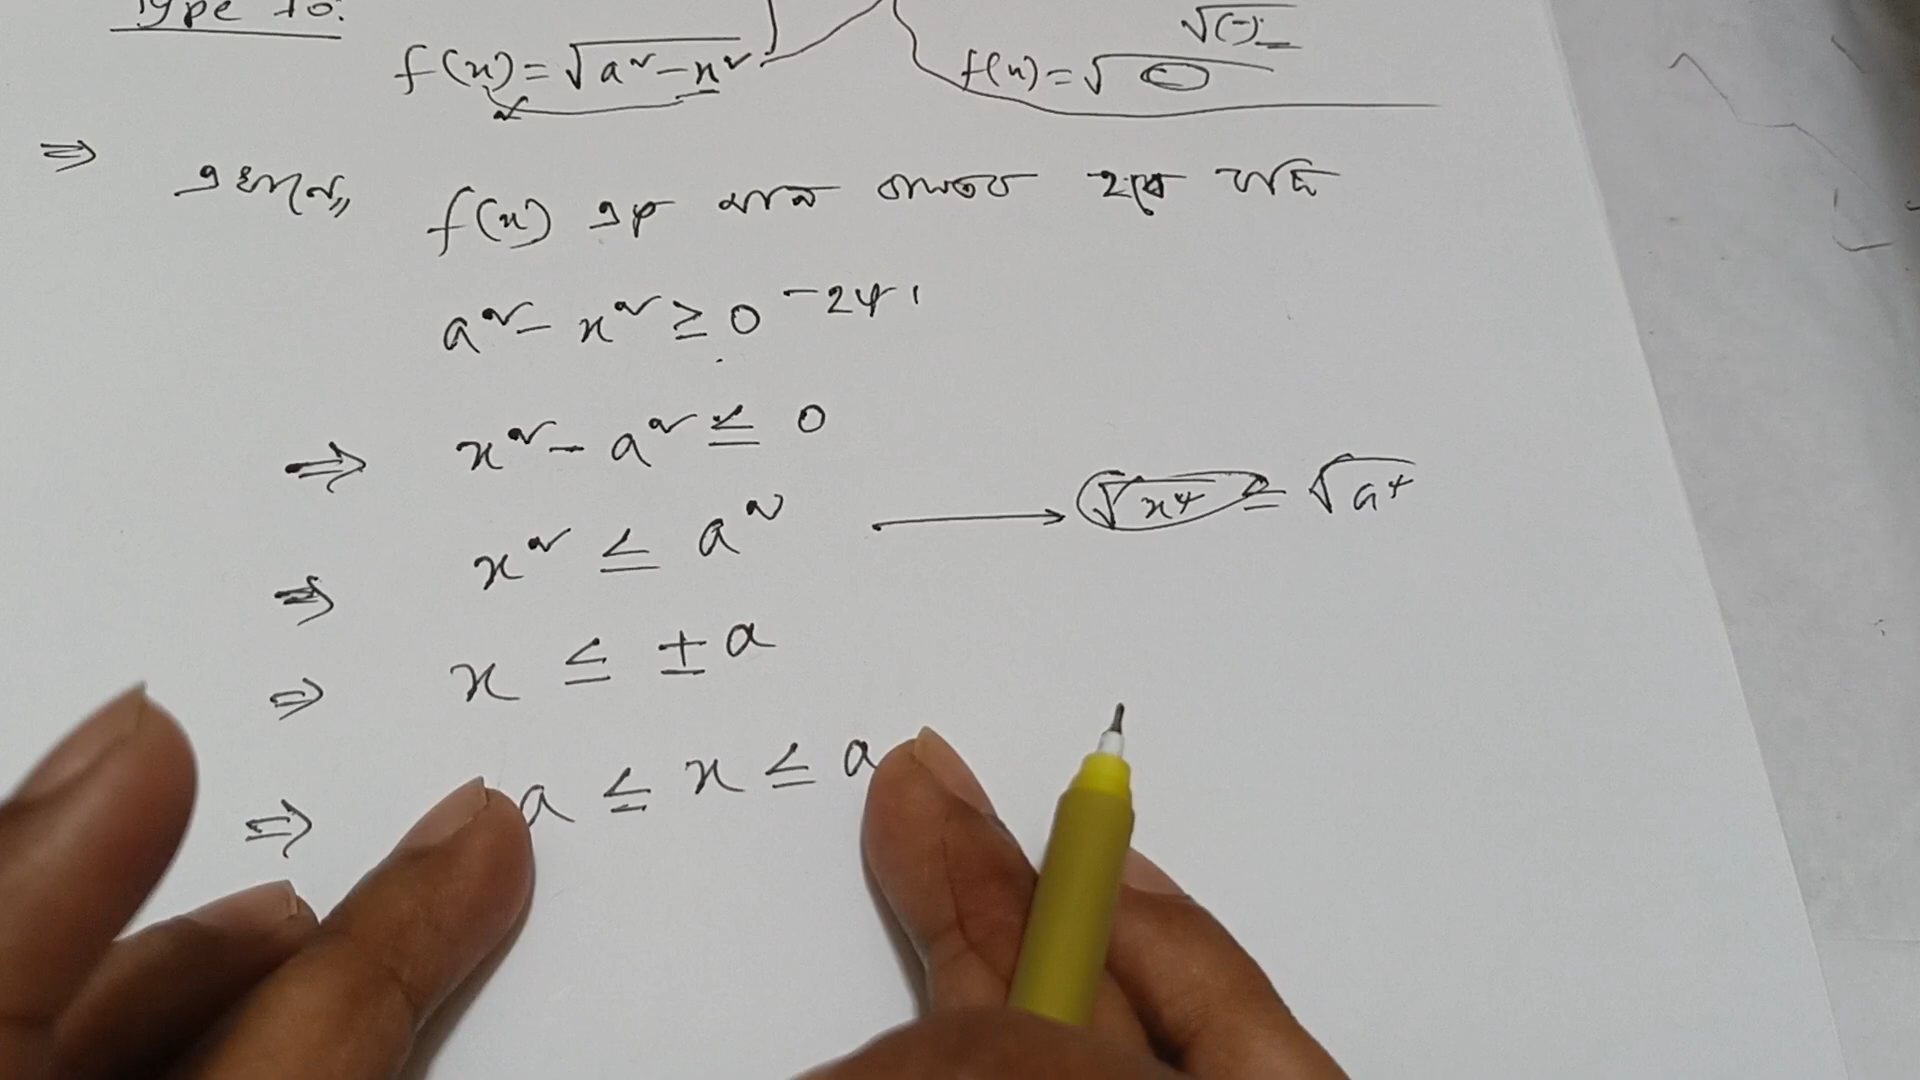 Type 10:
f(x) = √(a² - x²)
√(-)
f(x) = √
⇒ এখানে, f(x) এর মান বাস্তব হবে যদি
a² - x² ≥ 0 হয়।
⇒ x² - a² ≤ 0
⇒ x² ≤ a² → √x⁴ = √a⁴
⇒ x ≤ ± a
⇒ a ≤ x ≤ a